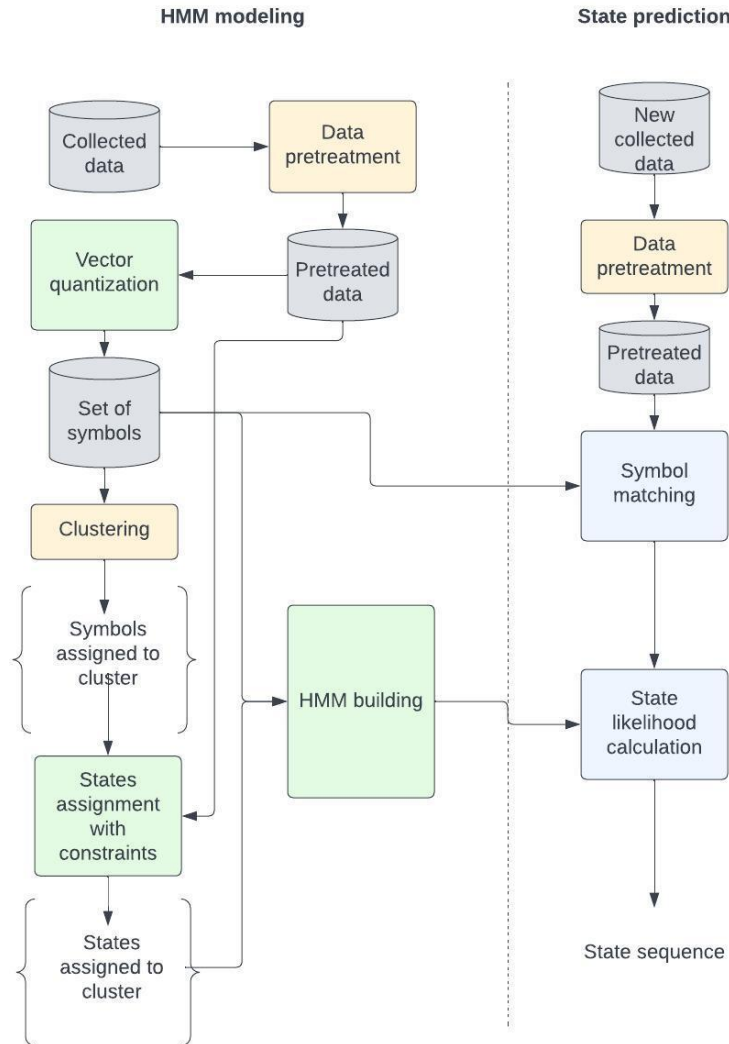 HMM modeling
State prediction
Collected
data
Data
pretreatment
New
collected
data
Vector
quantization
Pretreated
data
Data
pretreatment
Set of
symbols
Pretreated
data
Clustering
Symbol
matching
Symbols
assigned to
cluster
HMM building
State
likelihood
calculation
States
assignment
with
constraints
States
assigned to
cluster
State sequence